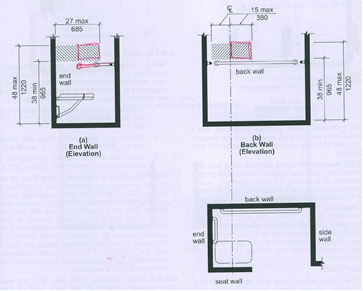 27 max
685
48 max
1220
38 min
965
end
wall
(a)
End Wall
(Elevation)
15 max
380
back wall
38 min
965
48 max
1220
(b)
Back Wall
(Elevation)
back wall
end
wall
side
wall
seat wall